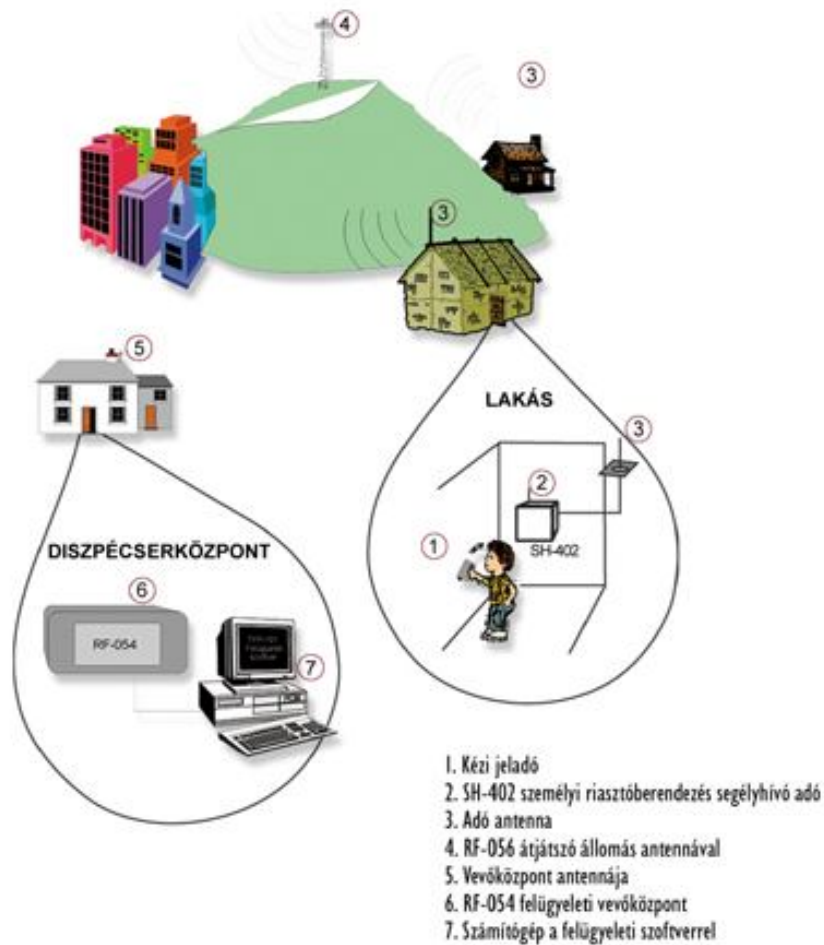 4
3
3
5
LAKÁS
3
2
1
SH-402
DISZPÉCSERKÖZPONT
6
RF-054
7
1. Kézi jeladó
2. SH-402 személyi riasztóberendezés segélyhívó adó
3. Adó antenna
4. RF-056 átjátszó állomás antennával
5. Vevőközpont antennája
6. RF-054 felügyeleti vevőközpont
7. Számítógép a felügyeleti szoftverrel